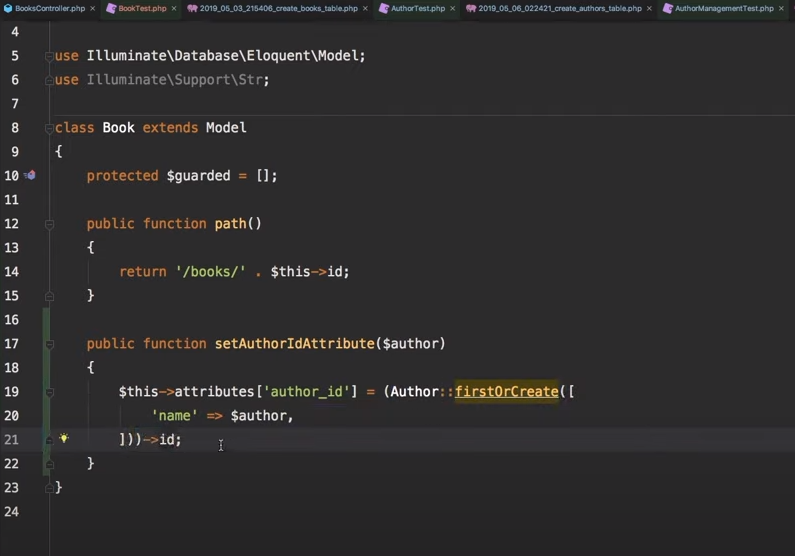 BooksController.php × BookTest.php × 2019_05_03_215406_create_books_table.php × AuthorTest.php × 2019_05_06_022421_create_authors_table.php × AuthorManagementTest.php ×
4
5 use Illuminate\Database\Eloquent\Model;
6 use Illuminate\Support\Str;
7
8 class Book extends Model
9 {
10 protected $guarded = [];
11
12 public function path()
13 {
14 return '/books/' . $this->id;
15 }
16
17 public function setAuthorIdAttribute($author)
18 {
19 $this->attributes['author_id'] = (Author::firstOrCreate([
20 'name' => $author,
21 ]))->id;
22 }
23 }
24